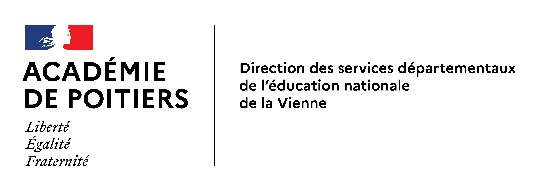 ACADÉMIE
DE POITIERS
Liberté
Égalité
Fraternité
Direction des services départementaux
de l'éducation nationale
de la Vienne